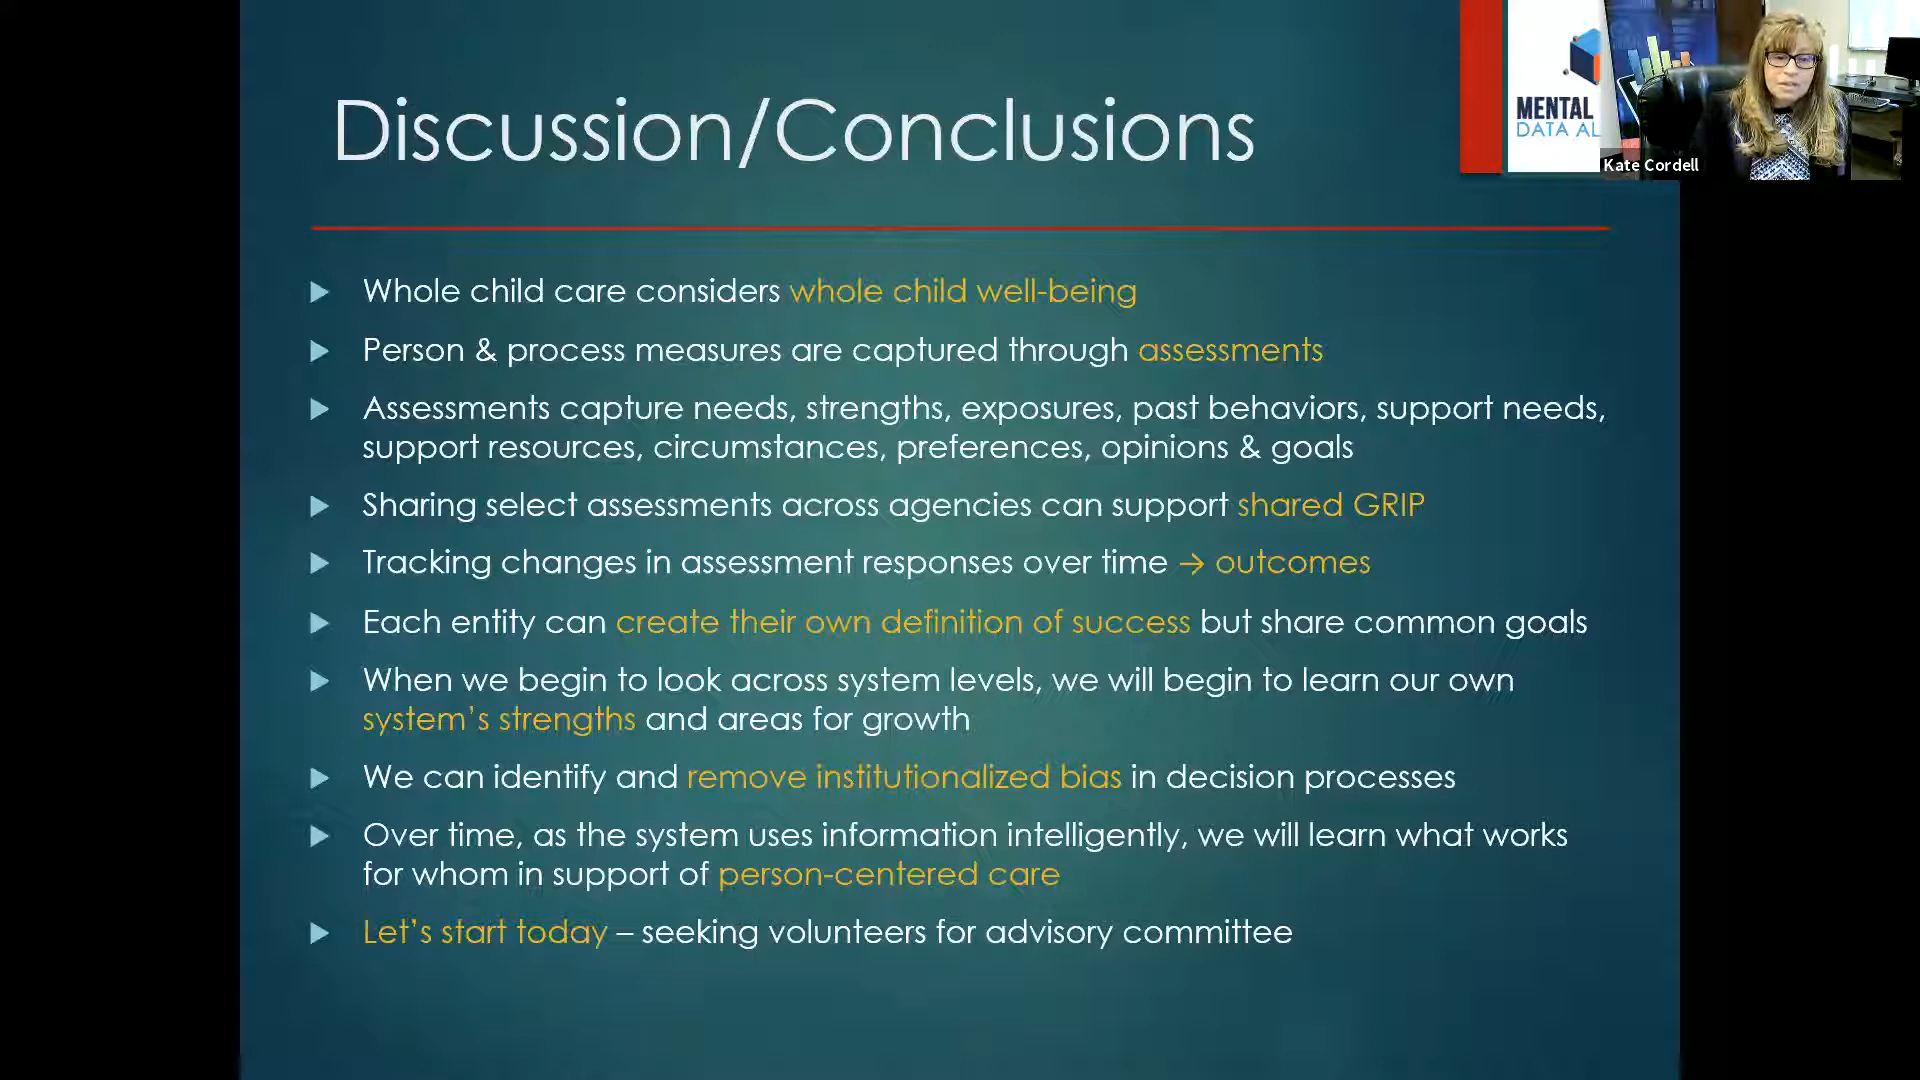 Discussion/Conclusions
MENTAL
DATA AL
Kate Cordell
Whole child care considers whole child well-being
Person & process measures are captured through assessments
Assessments capture needs, strengths, exposures, past behaviors, support needs,
support resources, circumstances, preferences, opinions & goals
Sharing select assessments across agencies can support shared GRIP
Tracking changes in assessment responses over time → outcomes
Each entity can create their own definition of success but share common goals
When we begin to look across system levels, we will begin to learn our own
system’s strengths and areas for growth
We can identify and remove institutionalized bias in decision processes
Over time, as the system uses information intelligently, we will learn what works
for whom in support of person-centered care
Let’s start today – seeking volunteers for advisory committee